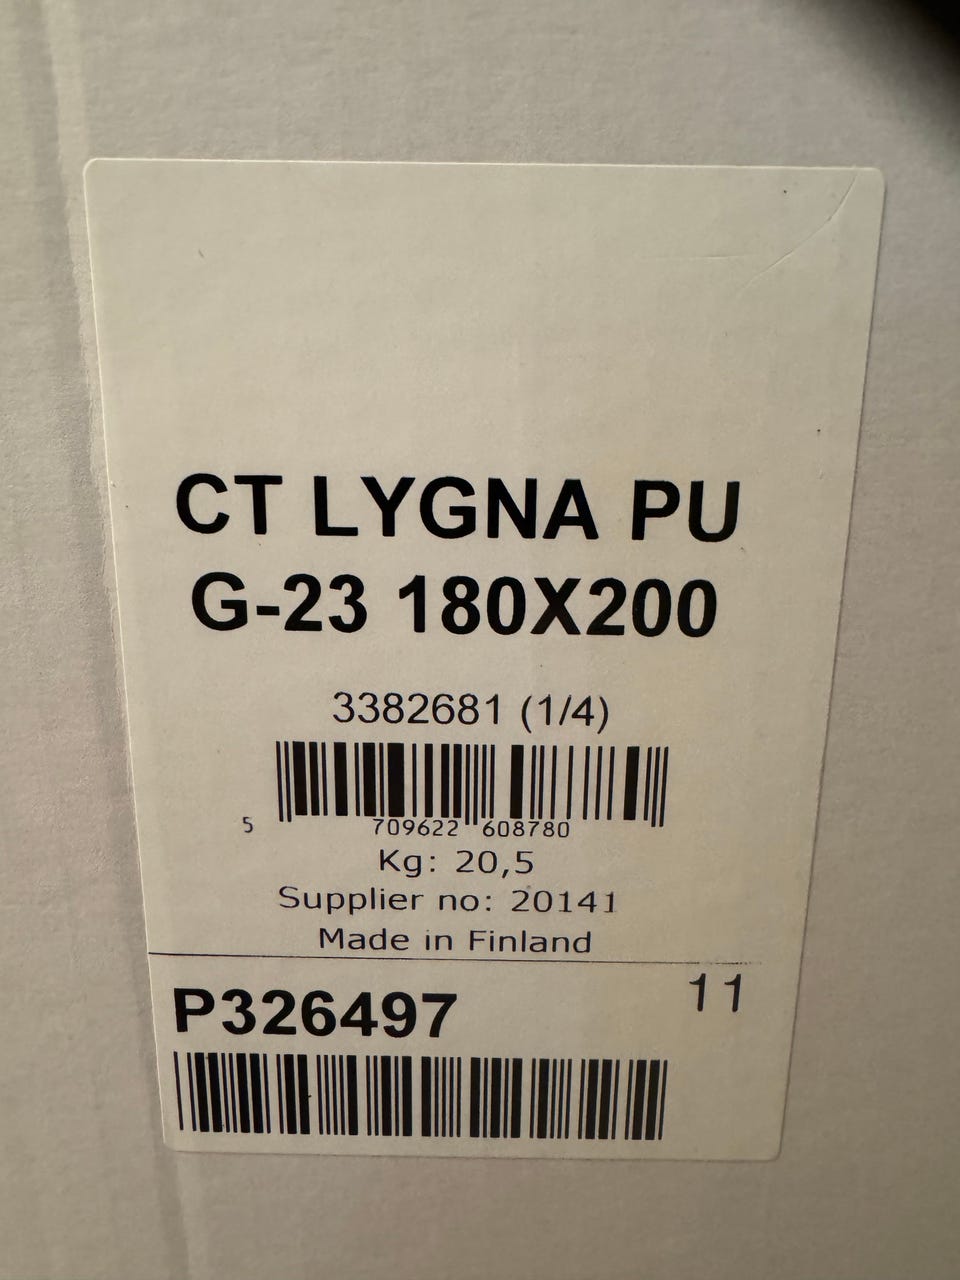 CT LYGNA PU
G-23 180X200
3382681 (1/4)
5 709622 608780
Kg: 20,5
Supplier no: 20141
Made in Finland
P326497 11